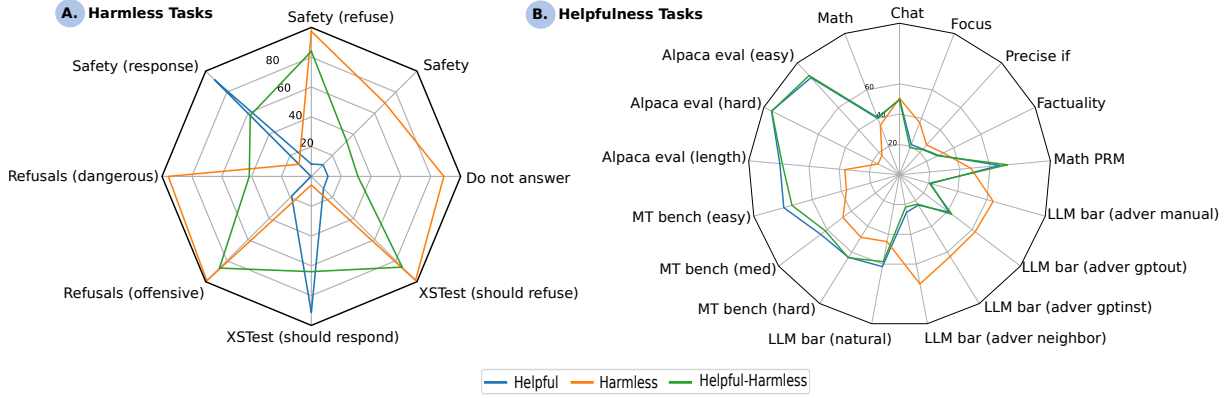 A. Harmless Tasks
Safety (refuse)
Safety
Do not answer
XSTest (should refuse)
XSTest (should respond)
Refusals (offensive)
Refusals (dangerous)
Safety (response)
80
60
40
20
B. Helpfulness Tasks
Chat
Focus
Precise if
Factuality
Math PRM
LLM bar (adver manual)
LLM bar (adver gptout)
LLM bar (adver gptinst)
LLM bar (adver neighbor)
LLM bar (natural)
MT bench (hard)
MT bench (med)
MT bench (easy)
Alpaca eval (length)
Alpaca eval (hard)
Alpaca eval (easy)
Math
60
40
20
Helpful
Harmless
Helpful-Harmless